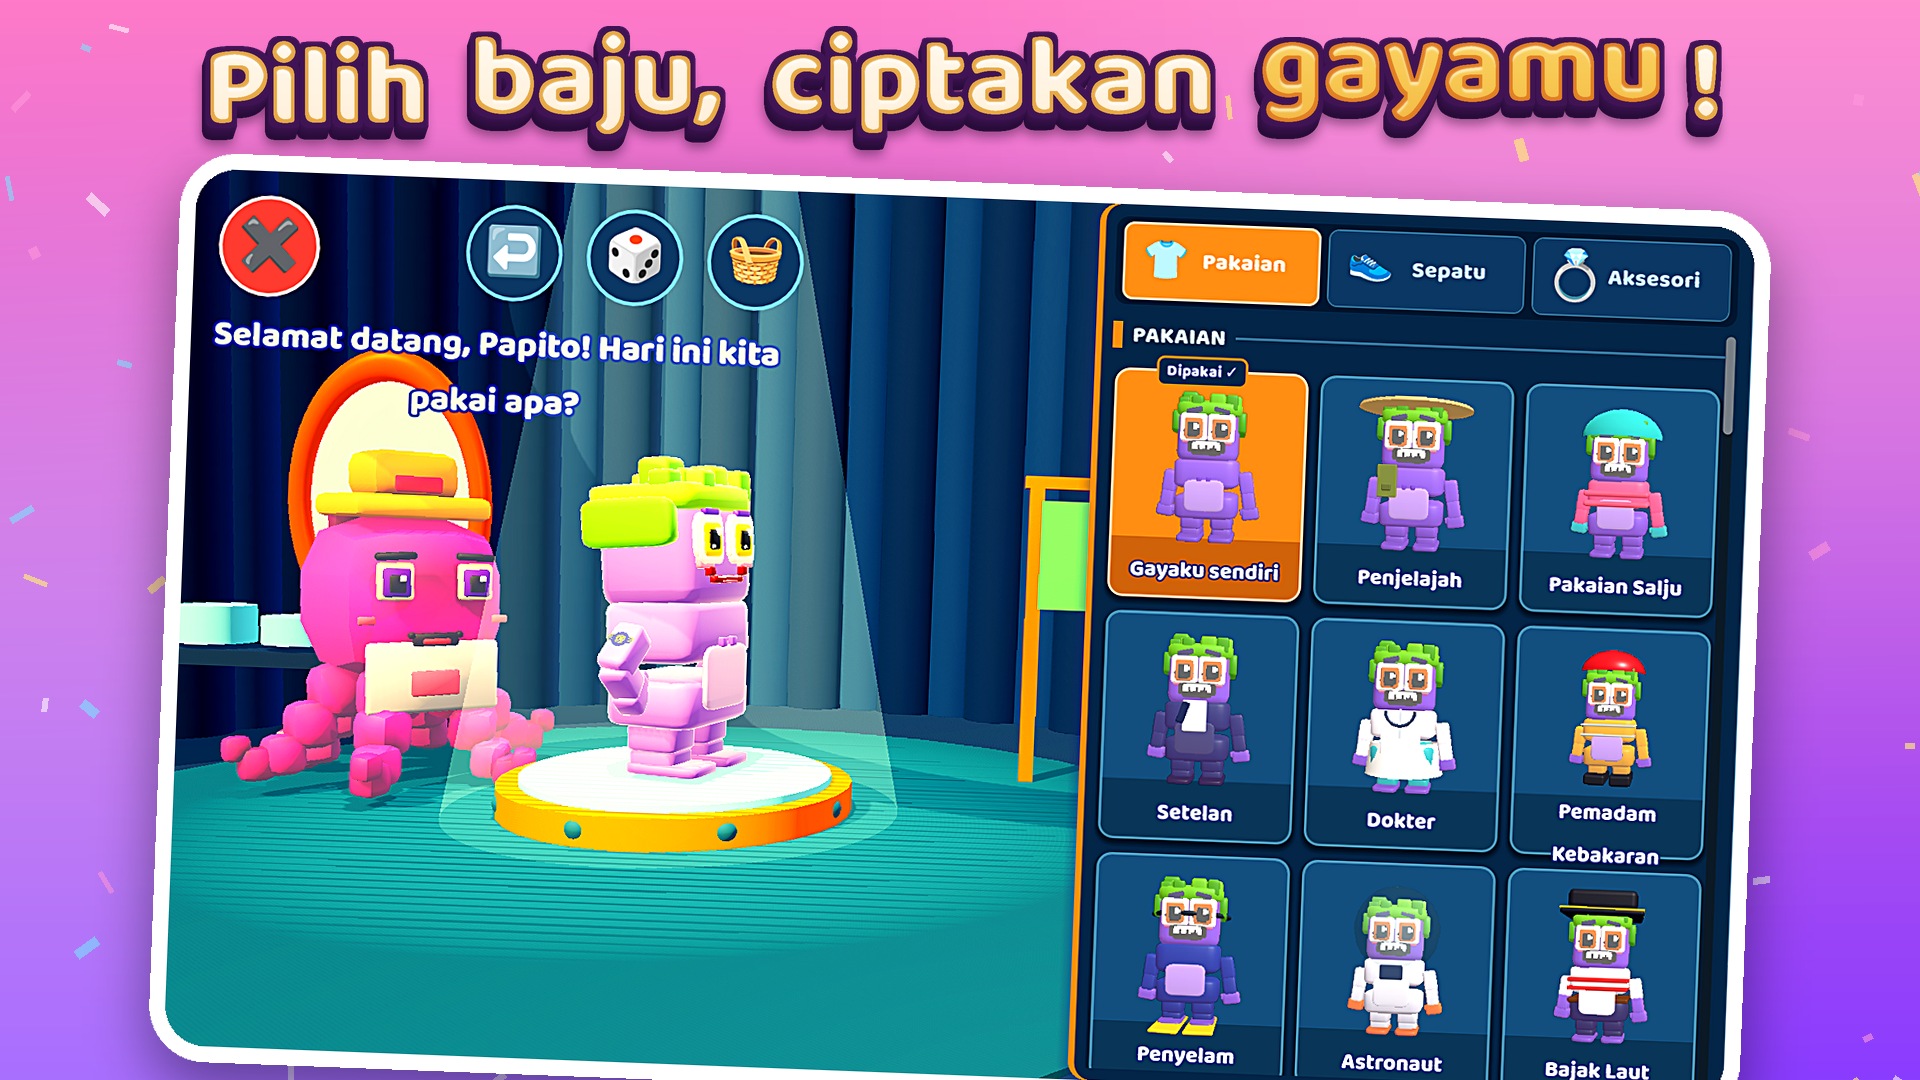 Pilih baju, ciptakan gayamu !
Selamat datang, Papito! Hari ini kita
pakai apa?
Pakaian
Sepatu
Aksesori
PAKAIAN
Dipakai ✓
Gayaku sendiri
Penjelajah
Pakaian Salju
Setelan
Dokter
Pemadam
Kebakaran
Penyelam
Astronaut
Bajak Laut